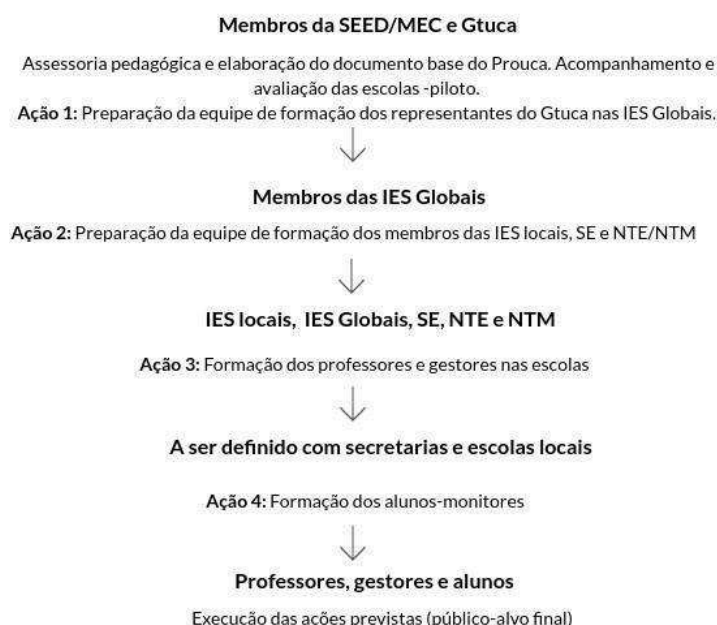 Membros da SEED/MEC e Gtuca
Assessoria pedagógica e elaboração do documento base do Prouca. Acompanhamento e
avaliação das escolas -piloto.
Ação 1: Preparação da equipe de formação dos representantes do Gtuca nas IES Globais.
Membros das IES Globais
Ação 2: Preparação da equipe de formação dos membros das IES locais, SE e NTE/NTM
IES locais, IES Globais, SE, NTE e NTM
Ação 3: Formação dos professores e gestores nas escolas
A ser definido com secretarias e escolas locais
Ação 4: Formação dos alunos-monitores
Professores, gestores e alunos
Execução das ações previstas (público-alvo final)